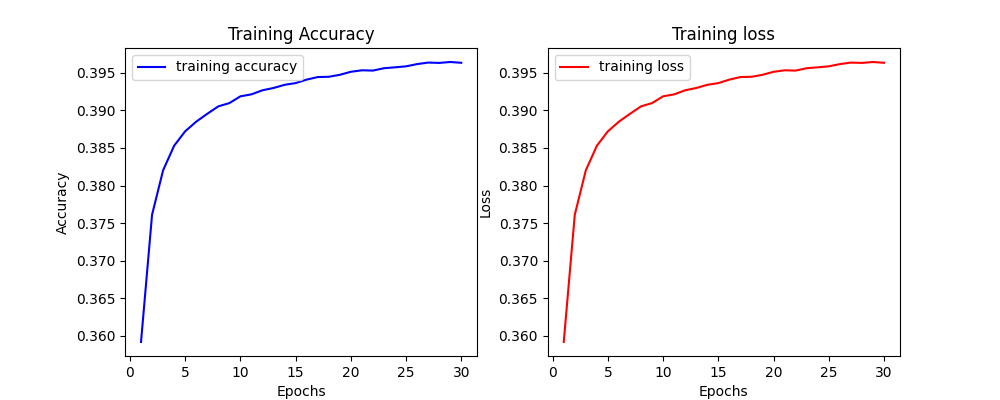 Training Accuracy
training accuracy
Accuracy
0.395
0.390
0.385
0.380
0.375
0.370
0.365
0.360
0 5 10 15 20 25 30
Epochs
Training loss
training loss
Loss
0.395
0.390
0.385
0.380
0.375
0.370
0.365
0.360
0 5 10 15 20 25 30
Epochs